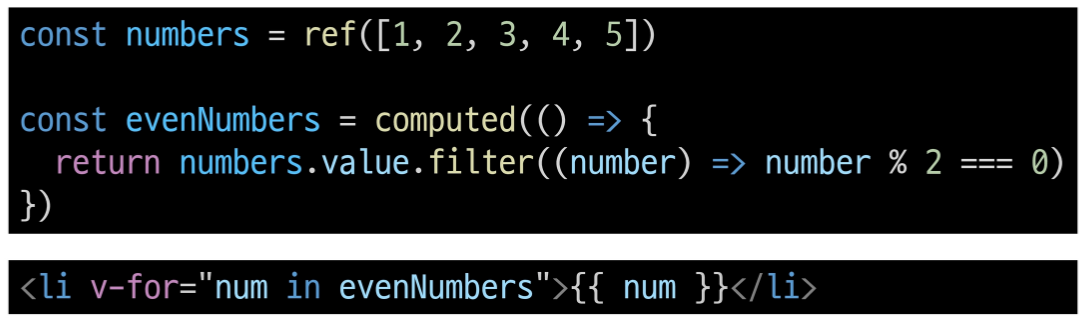 const numbers = ref([1, 2, 3, 4, 5])
const evenNumbers = computed(() => {
  return numbers.value.filter((number) => number % 2 === 0)
})
<li v-for="num in evenNumbers">{{ num }}</li>